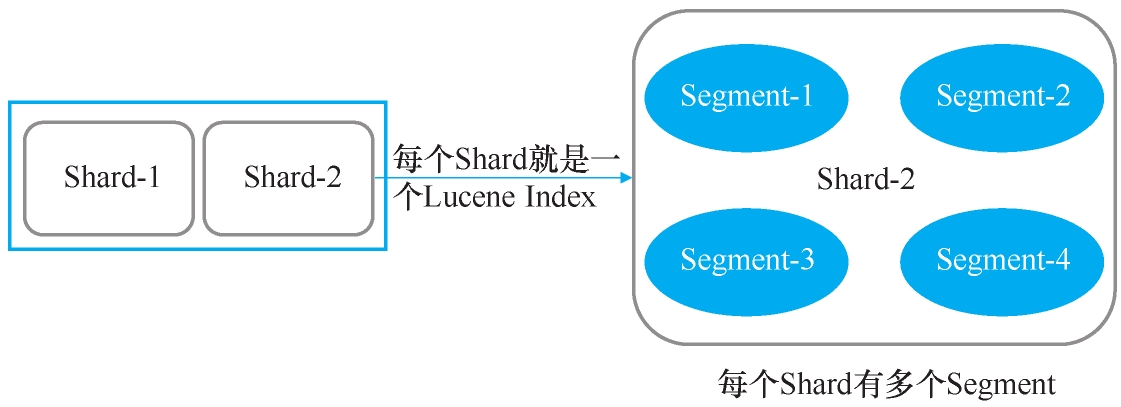 Shard-1
Shard-2
每个Shard就是一
个Lucene Index
Segment-1
Segment-2
Shard-2
Segment-3
Segment-4
每个Shard有多个Segment